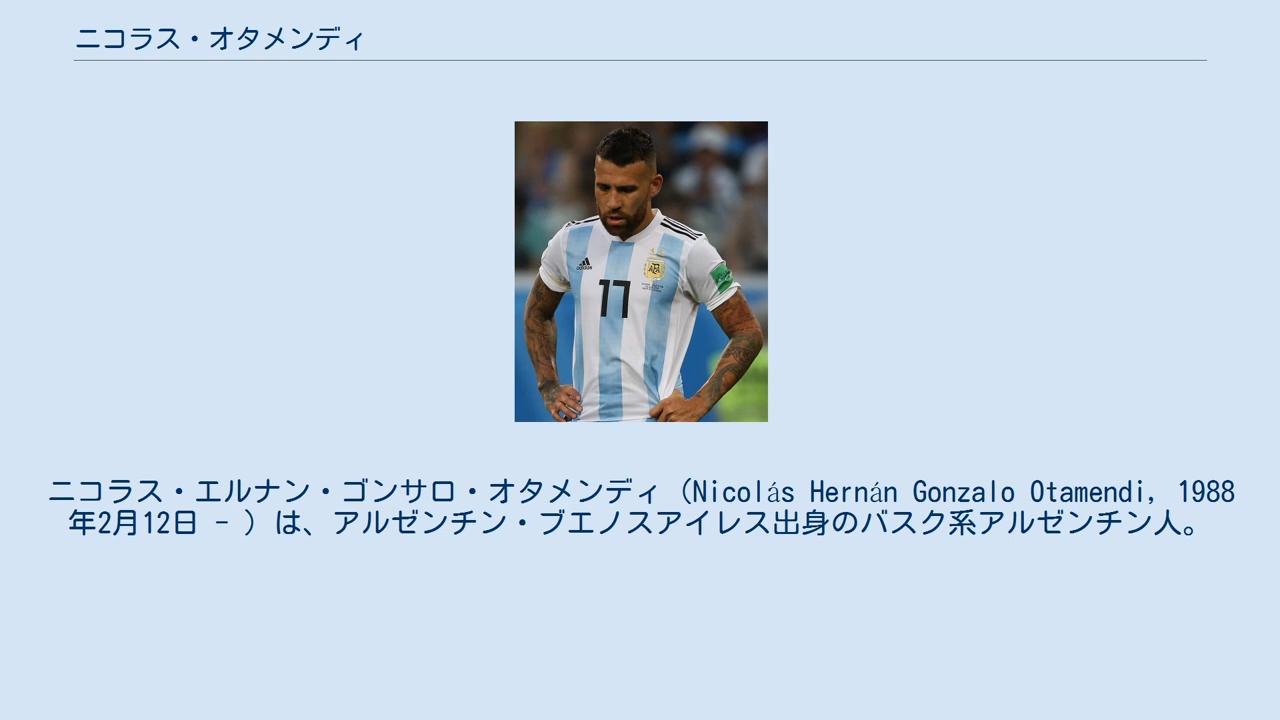 ニコラス・オタメンディ
adidas
AFA
17
ニコラス・エルナン・ゴンサロ・オタメンディ（Nicolás Hernán Gonzalo Otamendi, 1988
年2月12日 - ）は、アルゼンチン・ブエノスアイレス出身のバスク系アルゼンチン人。